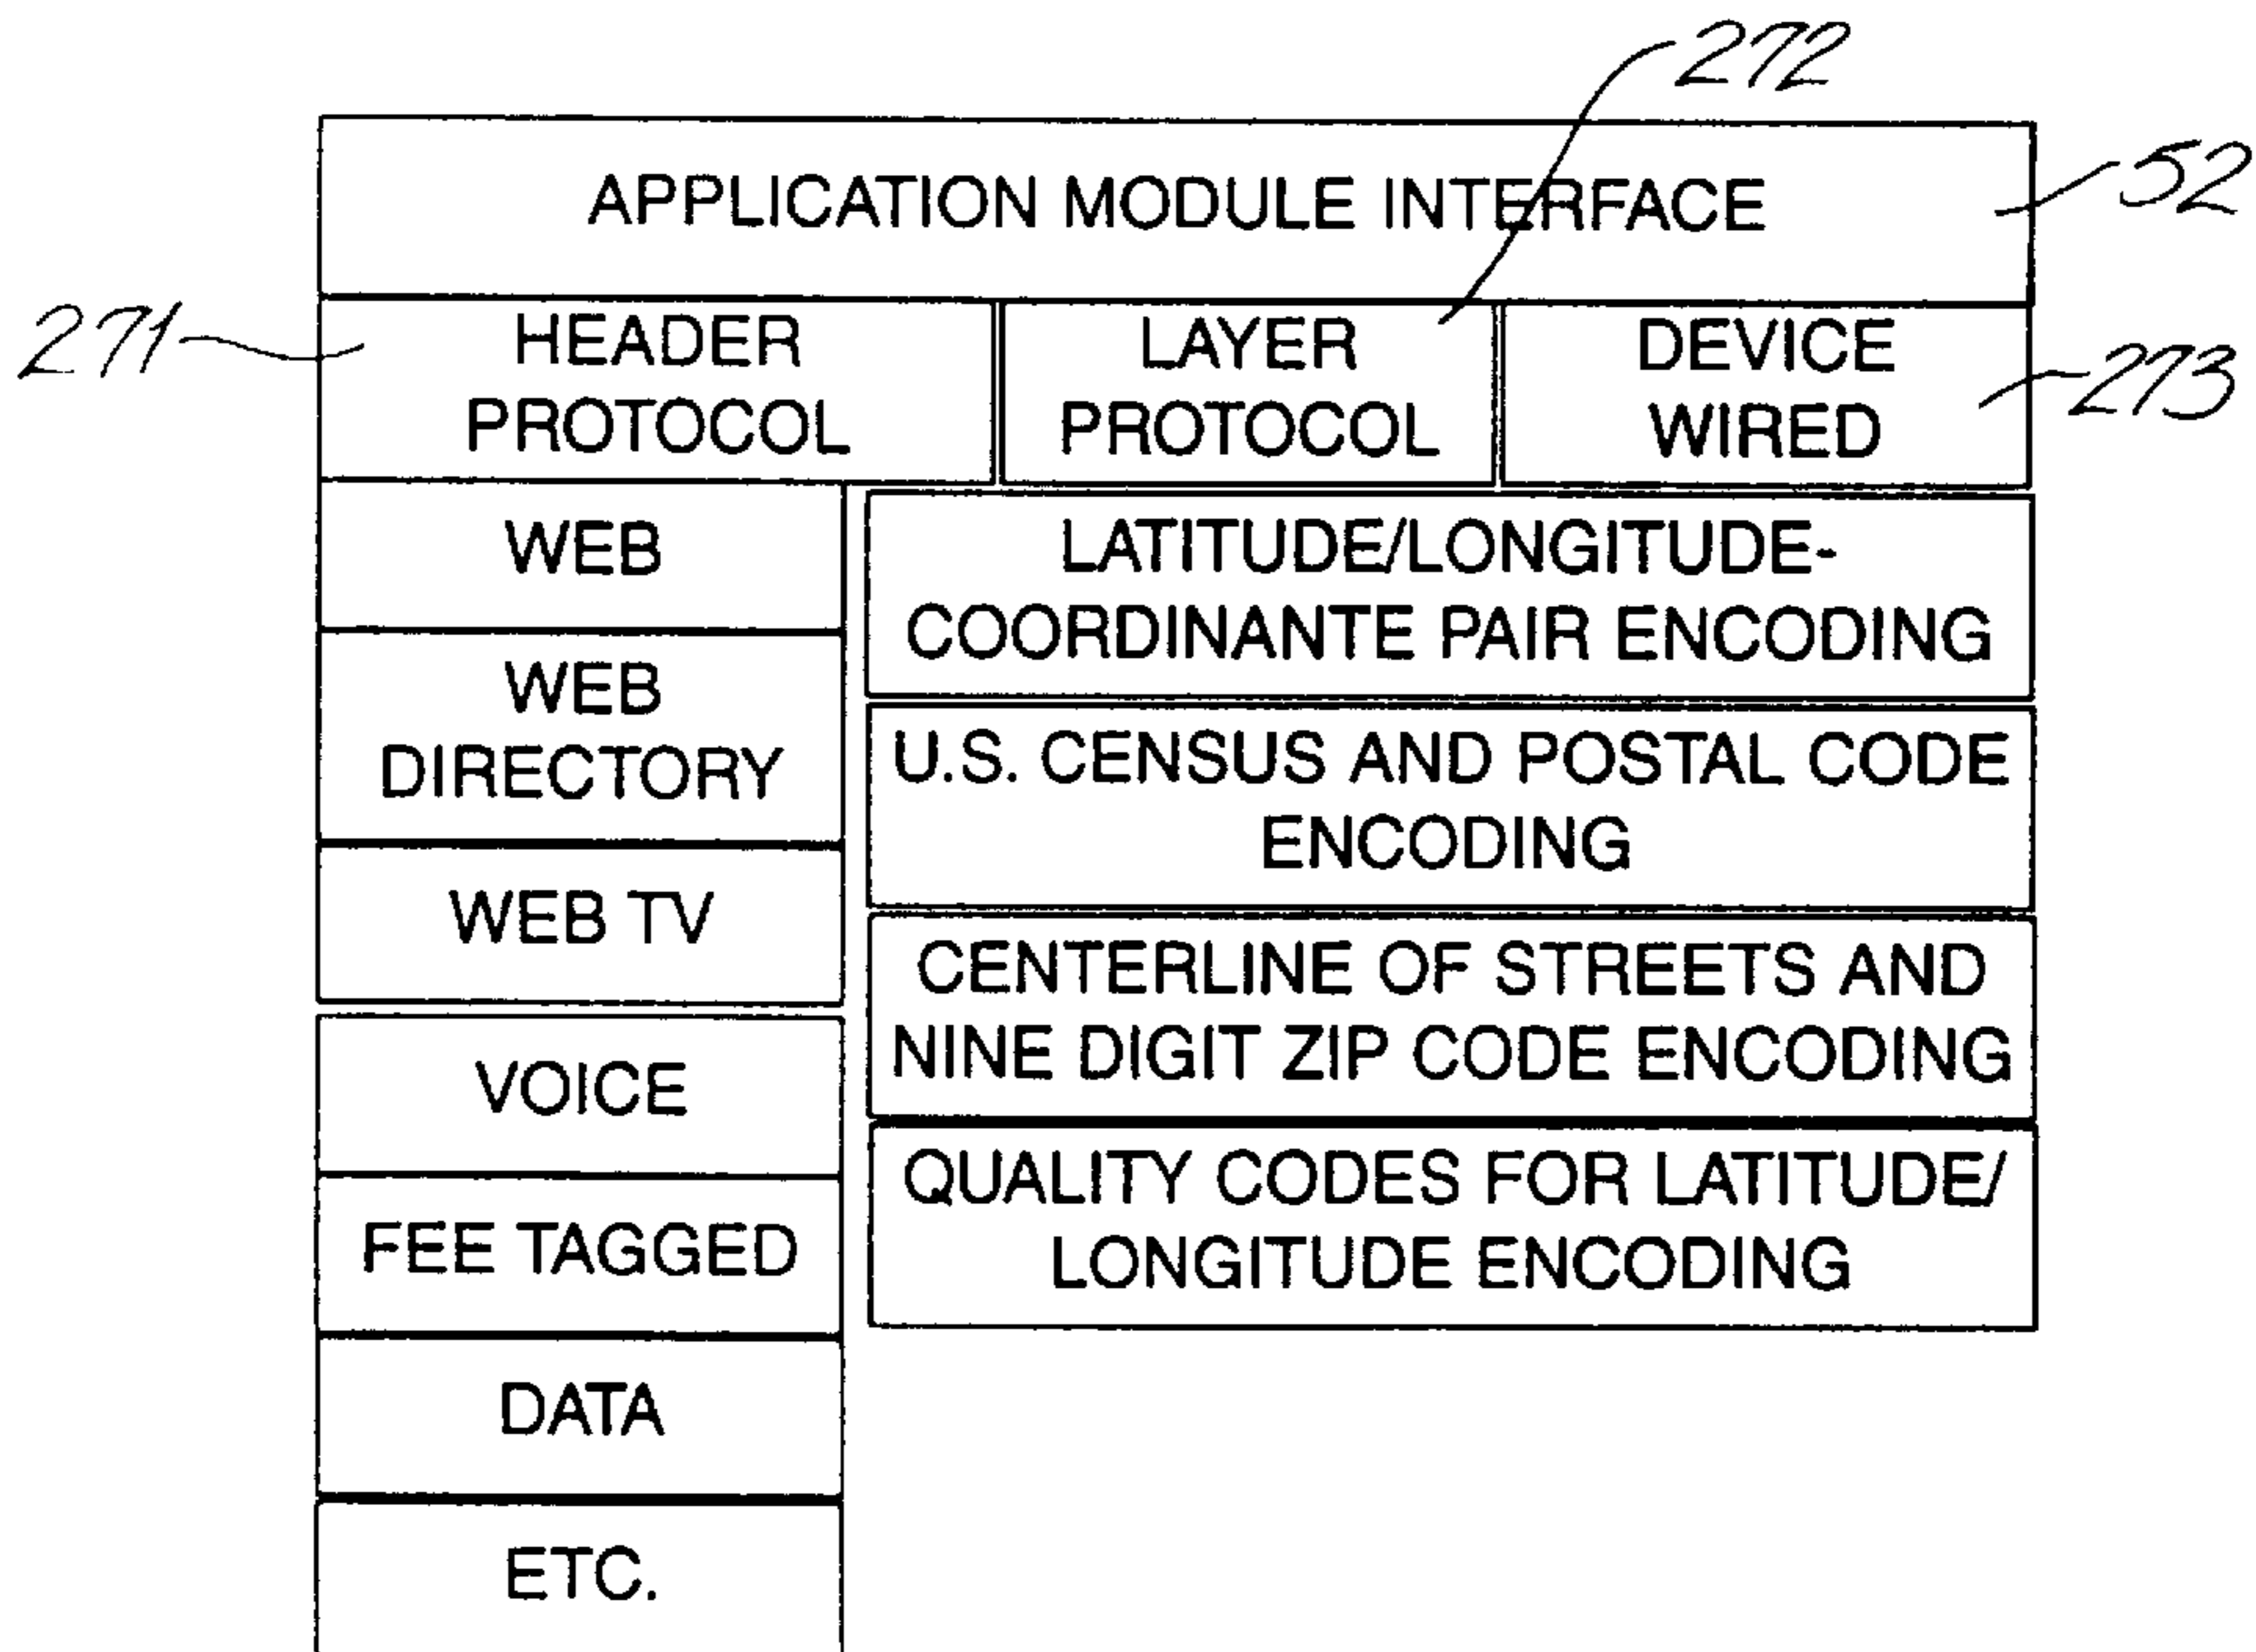 272
APPLICATION MODULE INTERFACE
52
271
HEADER
PROTOCOL
LAYER
PROTOCOL
DEVICE
WIRED
273
WEB
WEB
DIRECTORY
WEB TV
VOICE
FEE TAGGED
DATA
ETC.
LATITUDE/LONGITUDE-
COORDINANTE PAIR ENCODING
U.S. CENSUS AND POSTAL CODE
ENCODING
CENTERLINE OF STREETS AND
NINE DIGIT ZIP CODE ENCODING
QUALITY CODES FOR LATITUDE/
LONGITUDE ENCODING